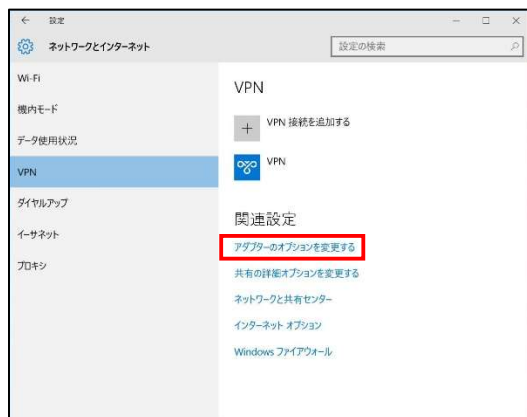 設定
ネットワークとインターネット
設定の検索
Wi-Fi
機内モード
データ使用状況
VPN
ダイヤルアップ
イーサネット
プロキシ
VPN
VPN 接続を追加する
VPN
関連設定
アダプターのオプションを変更する
共有の詳細オプションを変更する
ネットワークと共有センター
インターネット オプション
Windows ファイアウォール